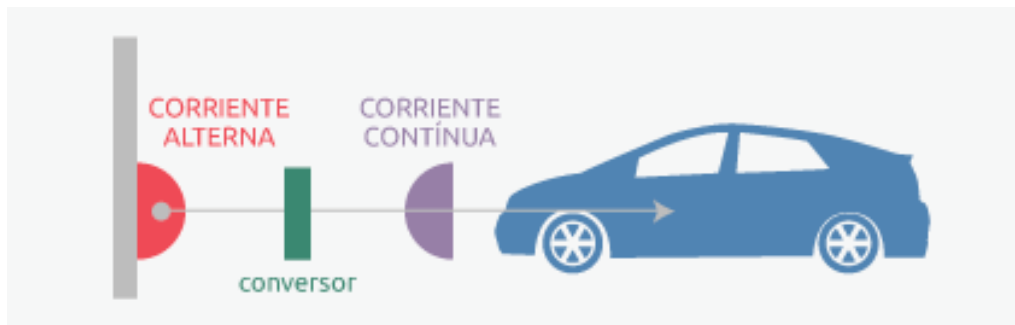 CORRIENTE
ALTERNA
CORRIENTE
CONTÍNUA
conversor